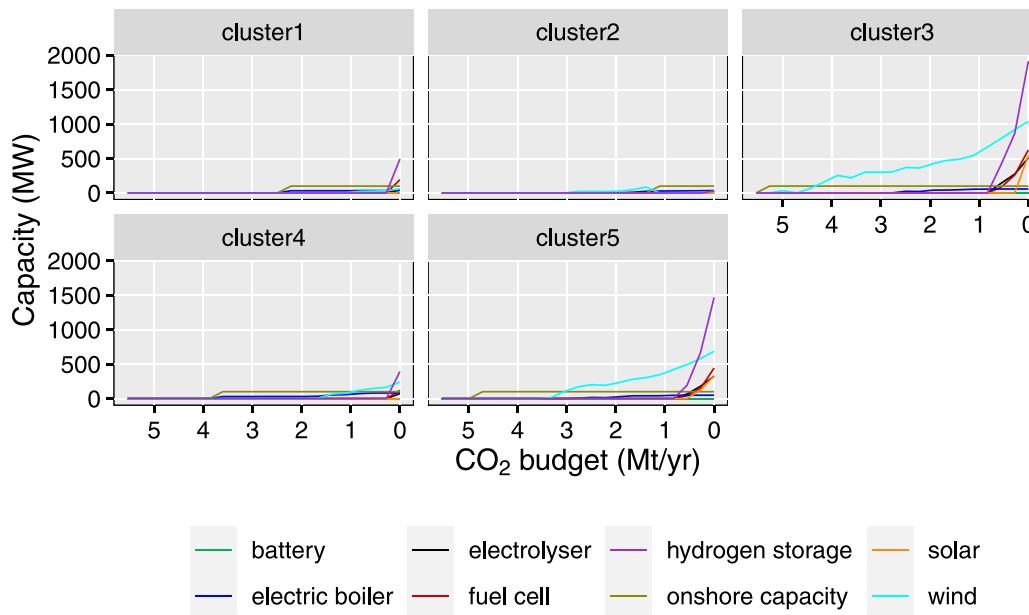 cluster1 cluster2 cluster3
2000
1500
1000
500
0
5 4 3 2 1 0
cluster4 cluster5
2000
1500
1000
500
0
5 4 3 2 1 0 5 4 3 2 1 0
Capacity (MW)
CO2 budget (Mt/yr)
battery electrolyser hydrogen storage solar
electric boiler fuel cell onshore capacity wind